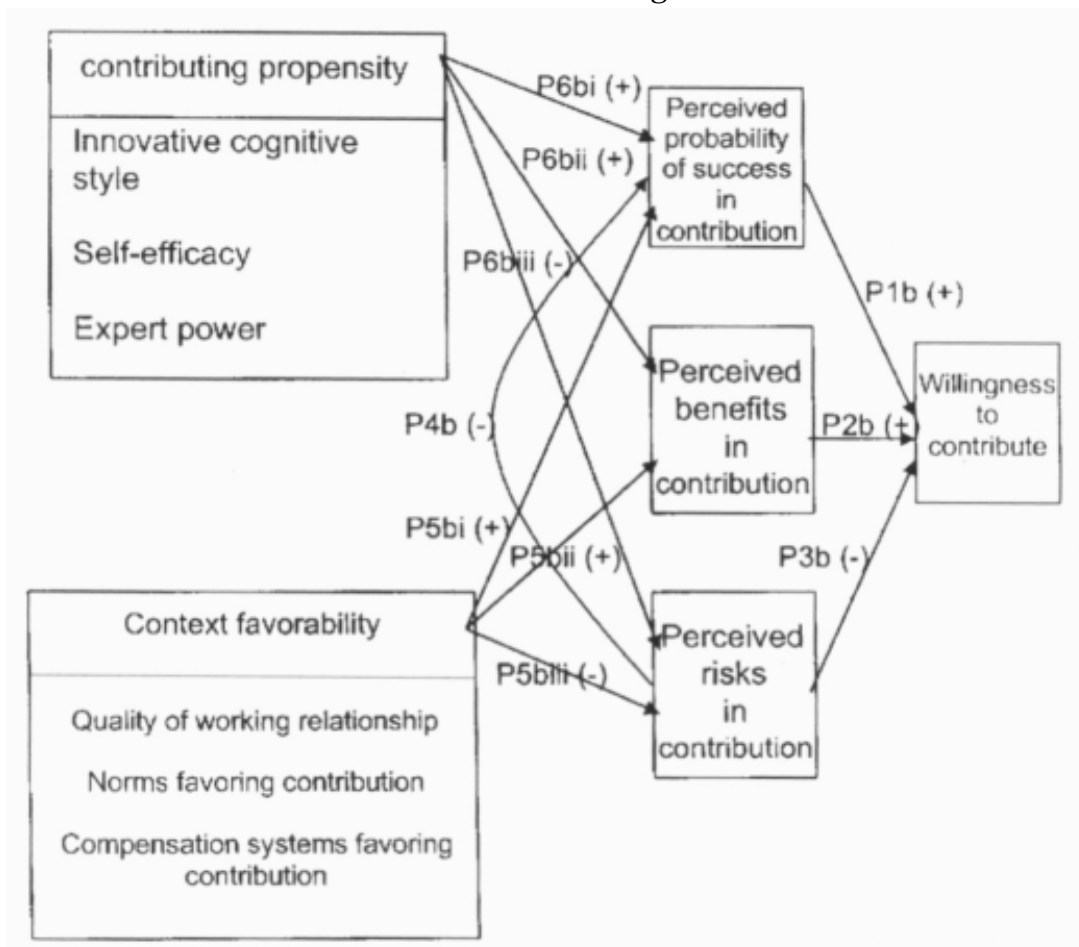 contributing propensity
Innovative cognitive
style
Self-efficacy
Expert power
P6bi (+)
P6bii (+)
P6biii (-)
P4b (-)
P5bi (+)
P5bii (+)
P5biii (-)
Context favorability
Quality of working relationship
Norms favoring contribution
Compensation systems favoring
contribution
Perceived
probability
of success
in
contribution
Perceived
benefits
in
contribution
Perceived
risks
in
contribution
P1b (+)
P2b (+)
P3b (-)
Willingness
to
contribute